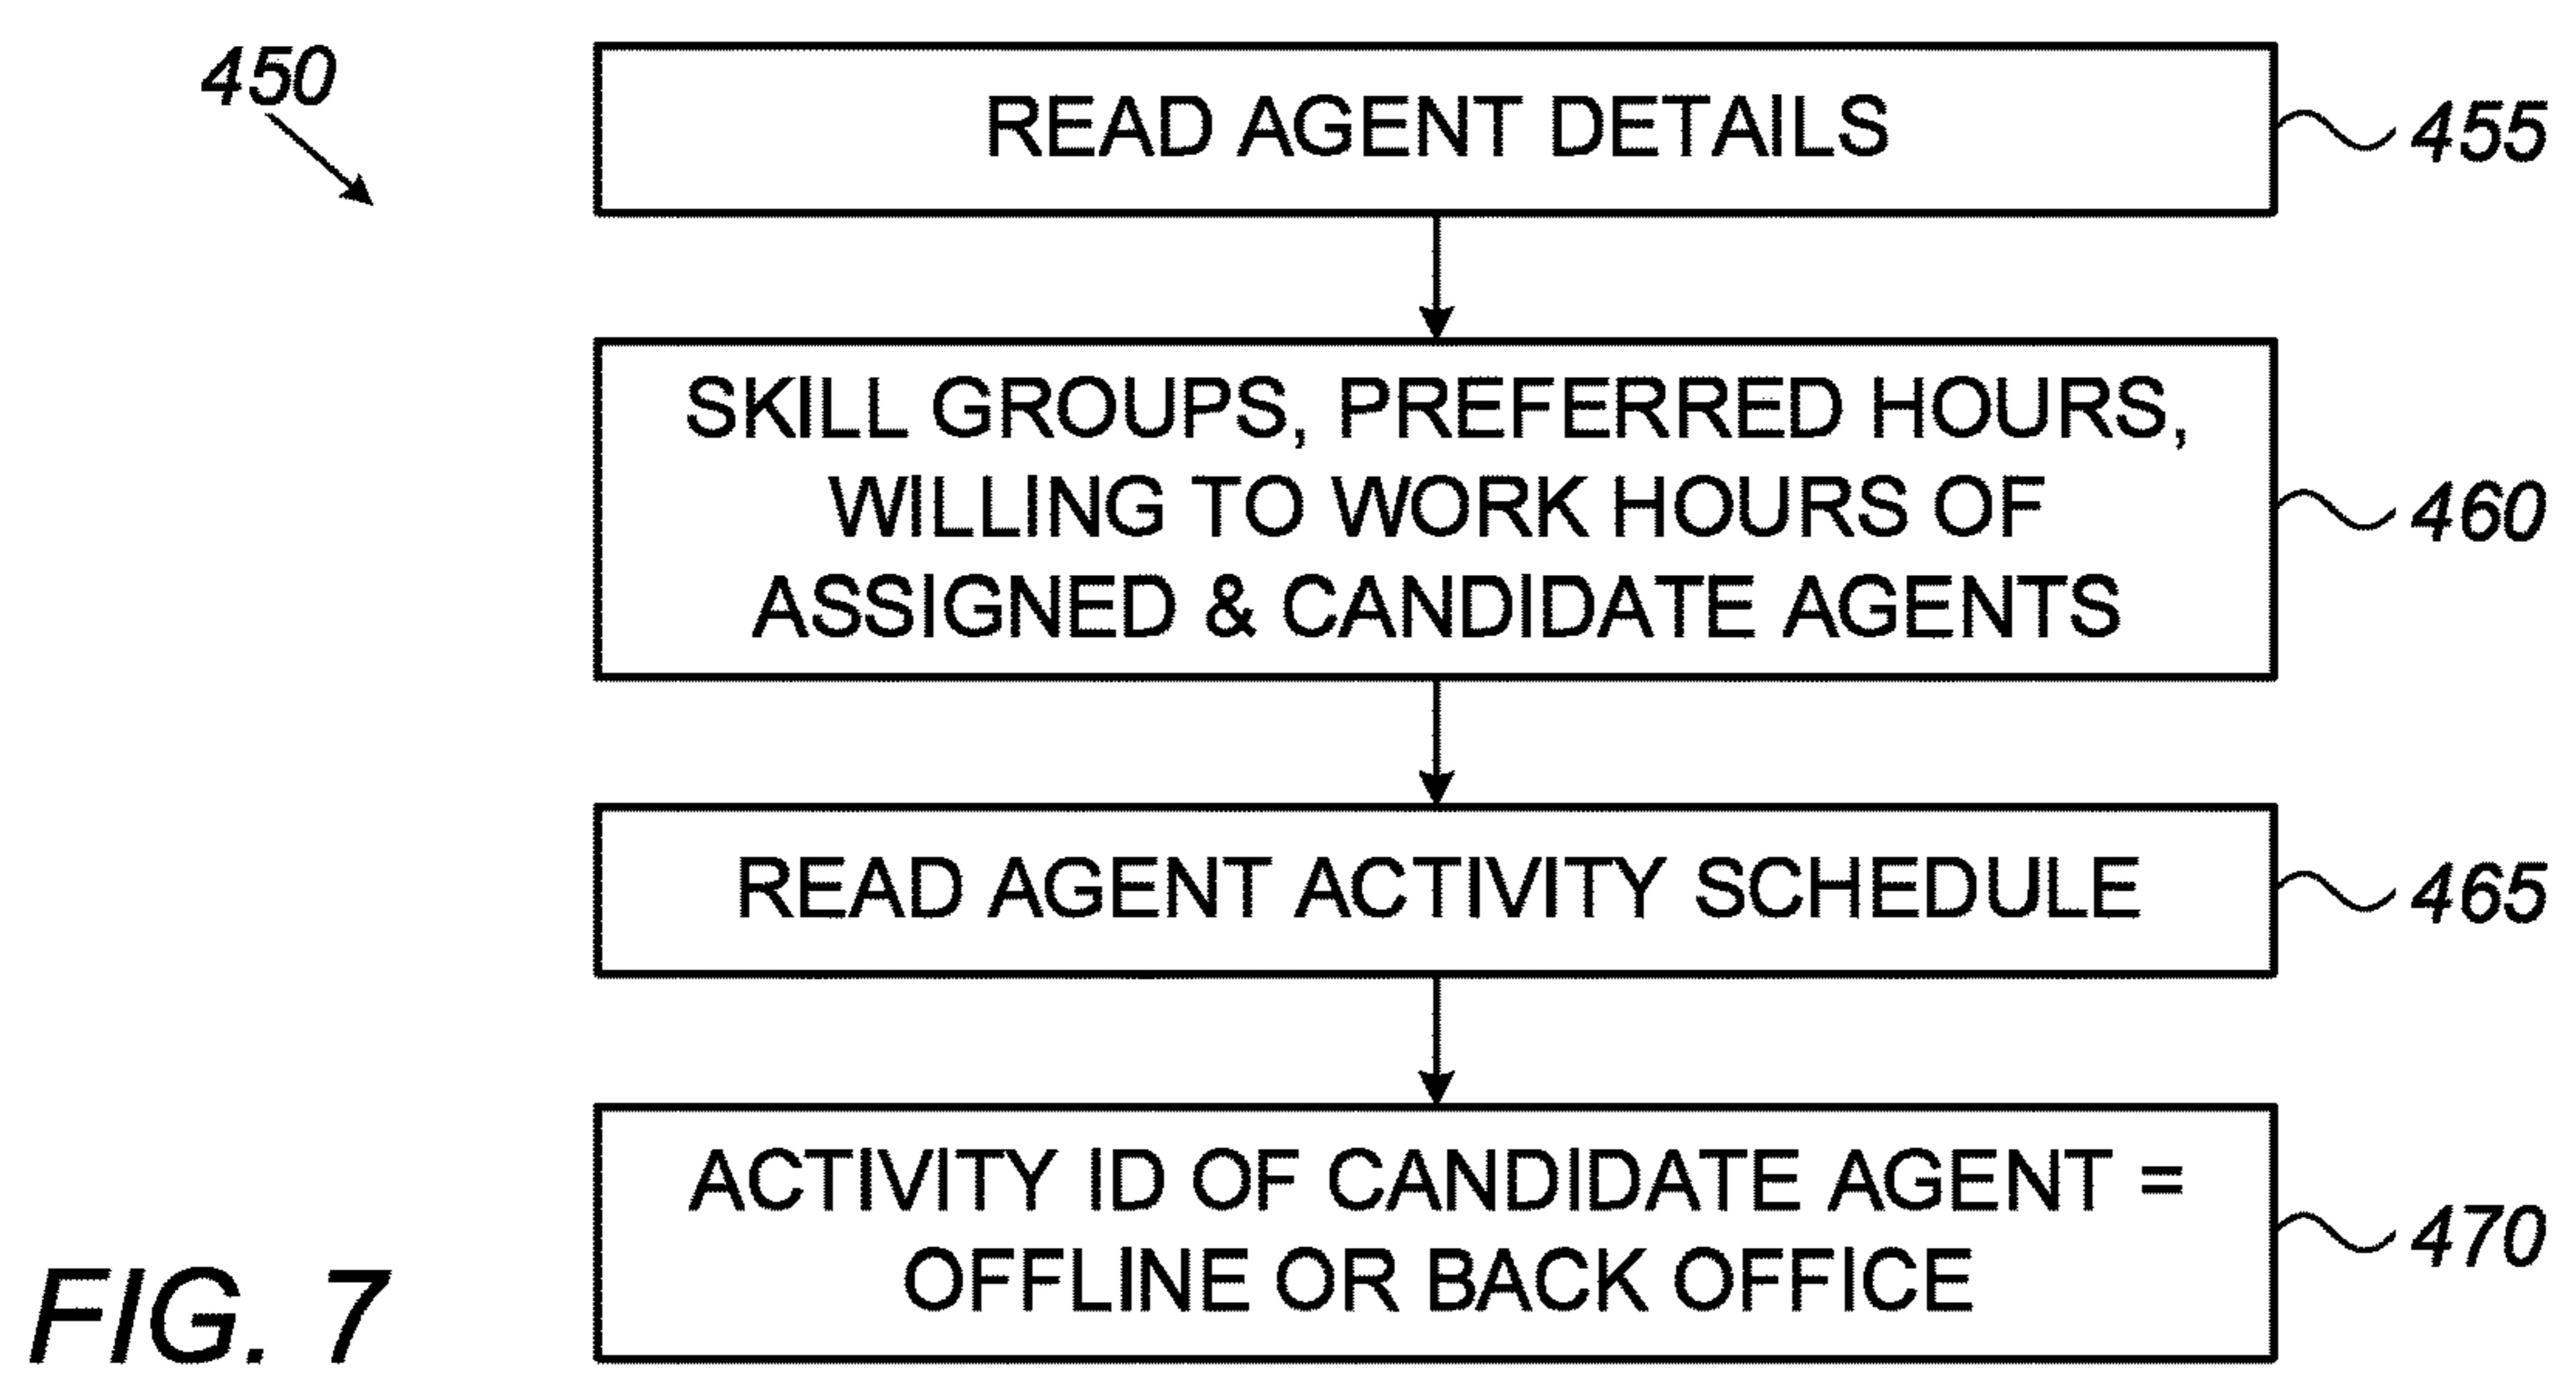 450
READ AGENT DETAILS
455
SKILL GROUPS, PREFERRED HOURS,
WILLING TO WORK HOURS OF
ASSIGNED & CANDIDATE AGENTS
460
READ AGENT ACTIVITY SCHEDULE
465
ACTIVITY ID OF CANDIDATE AGENT =
OFFLINE OR BACK OFFICE
470
FIG. 7